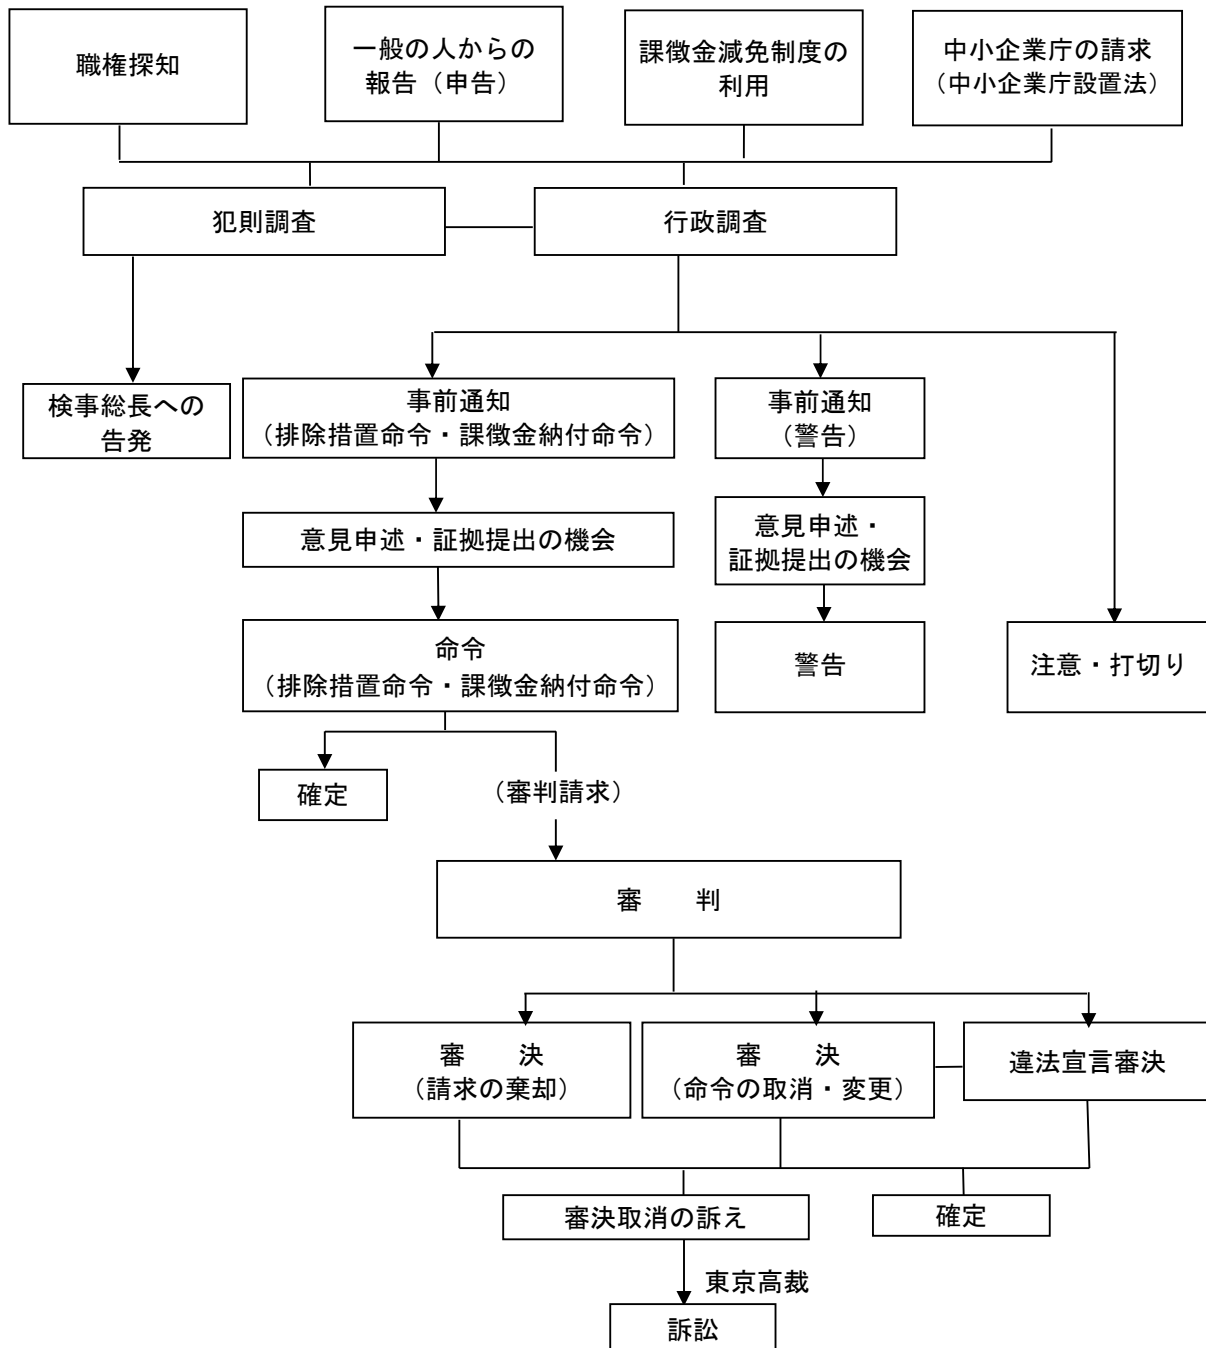 職権探知
一般の人からの
報告（申告）
課徴金減免制度の
利用
中小企業庁の請求
（中小企業庁設置法）
犯則調査
行政調査
検事総長への
告発
事前通知
（排除措置命令・課徴金納付命令）
事前通知
（警告）
意見申述・証拠提出の機会
意見申述・
証拠提出の機会
命令
（排除措置命令・課徴金納付命令）
警告
注意・打切り
確定
（審判請求）
審　　判
審　　決
（請求の棄却）
審　　決
（命令の取消・変更）
違法宣言審決
審決取消の訴え
確定
東京高裁
訴訟